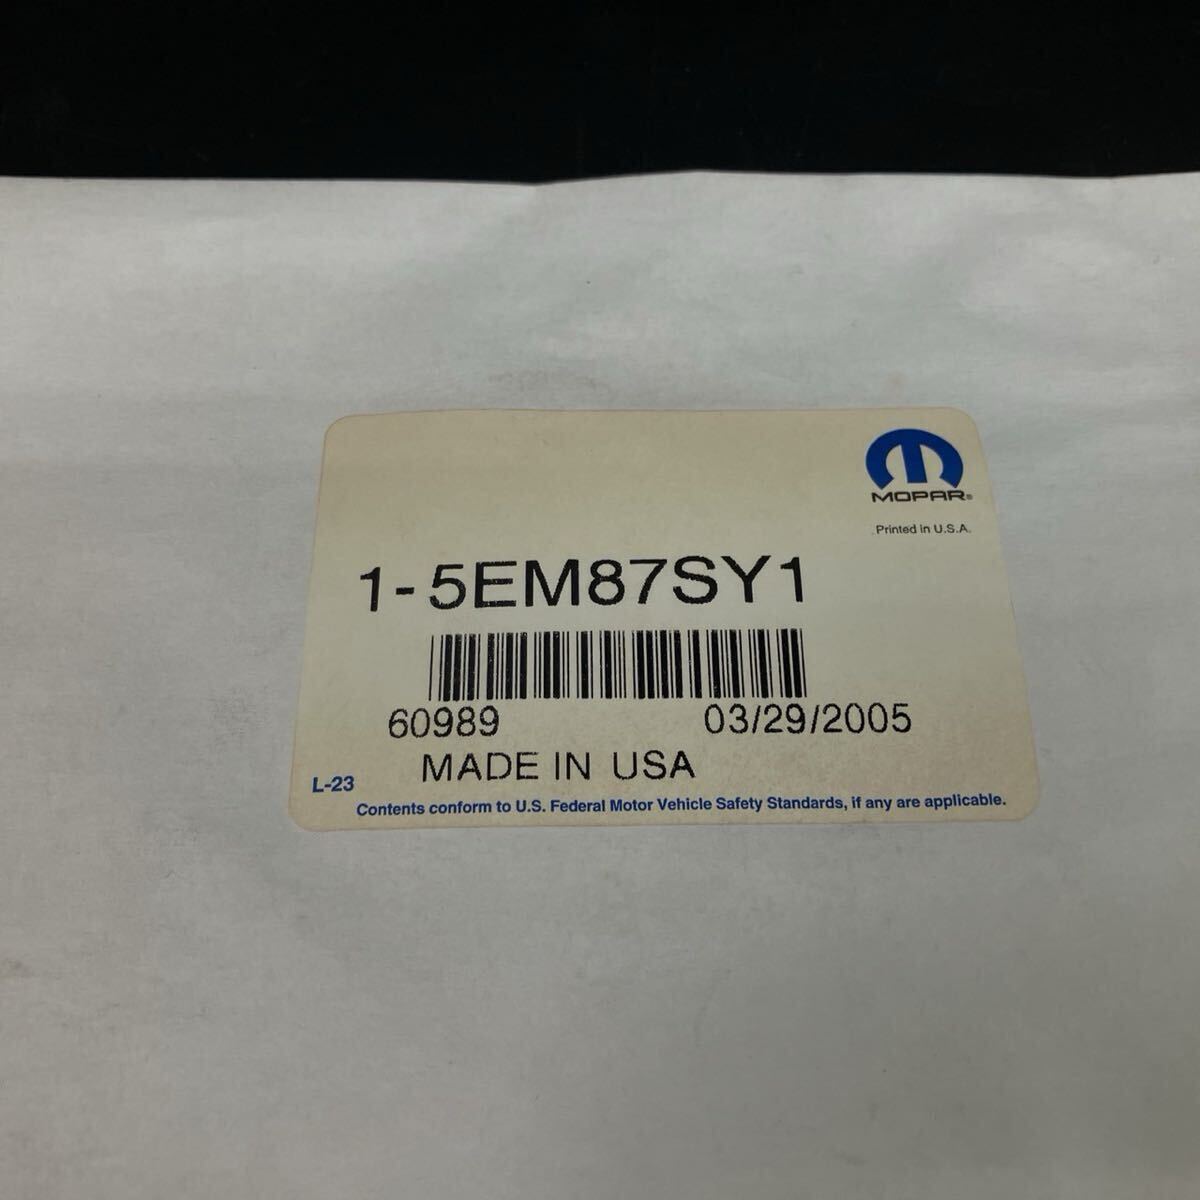 MOPAR®
Printed in U.S.A.
1-5EM87SY1
60989 03/29/2005
MADE IN USA
L-23
Contents conform to U.S. Federal Motor Vehicle Safety Standards, if any are applicable.